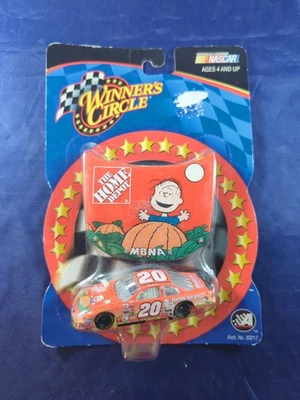 NASCAR
AGES 4 AND UP
WINNER'S
CIRCLE
THE
HOME
DEPOT
MBNA
20
20